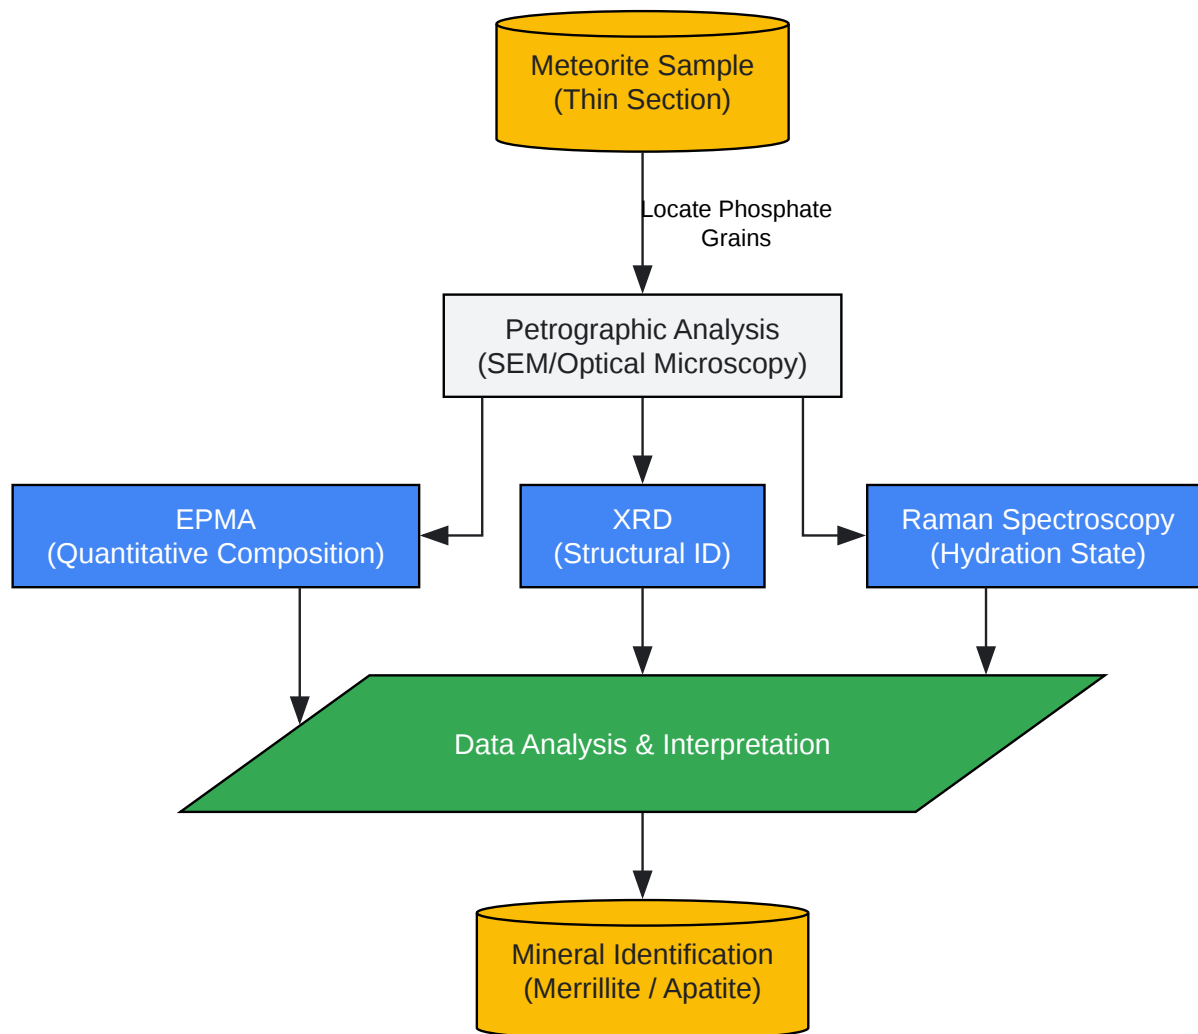 Meteorite Sample
(Thin Section)
Locate Phosphate
Grains
Petrographic Analysis
(SEM/Optical Microscopy)
EPMA
(Quantitative Composition)
XRD
(Structural ID)
Raman Spectroscopy
(Hydration State)
Data Analysis & Interpretation
Mineral Identification
(Merrillite / Apatite)